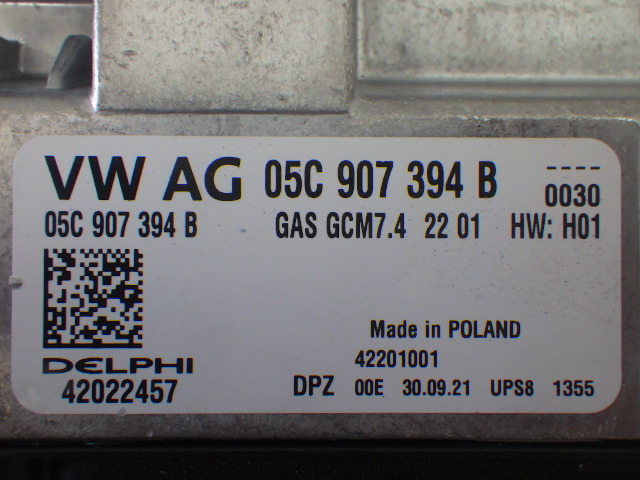 VW AG 05C 907 394 B ----
0030
05C 907 394 B GAS GCM7.4 22 01 HW: H01
Made in POLAND
DELPHI 42201001
42022457 DPZ 00E 30.09.21 UPS8 1355